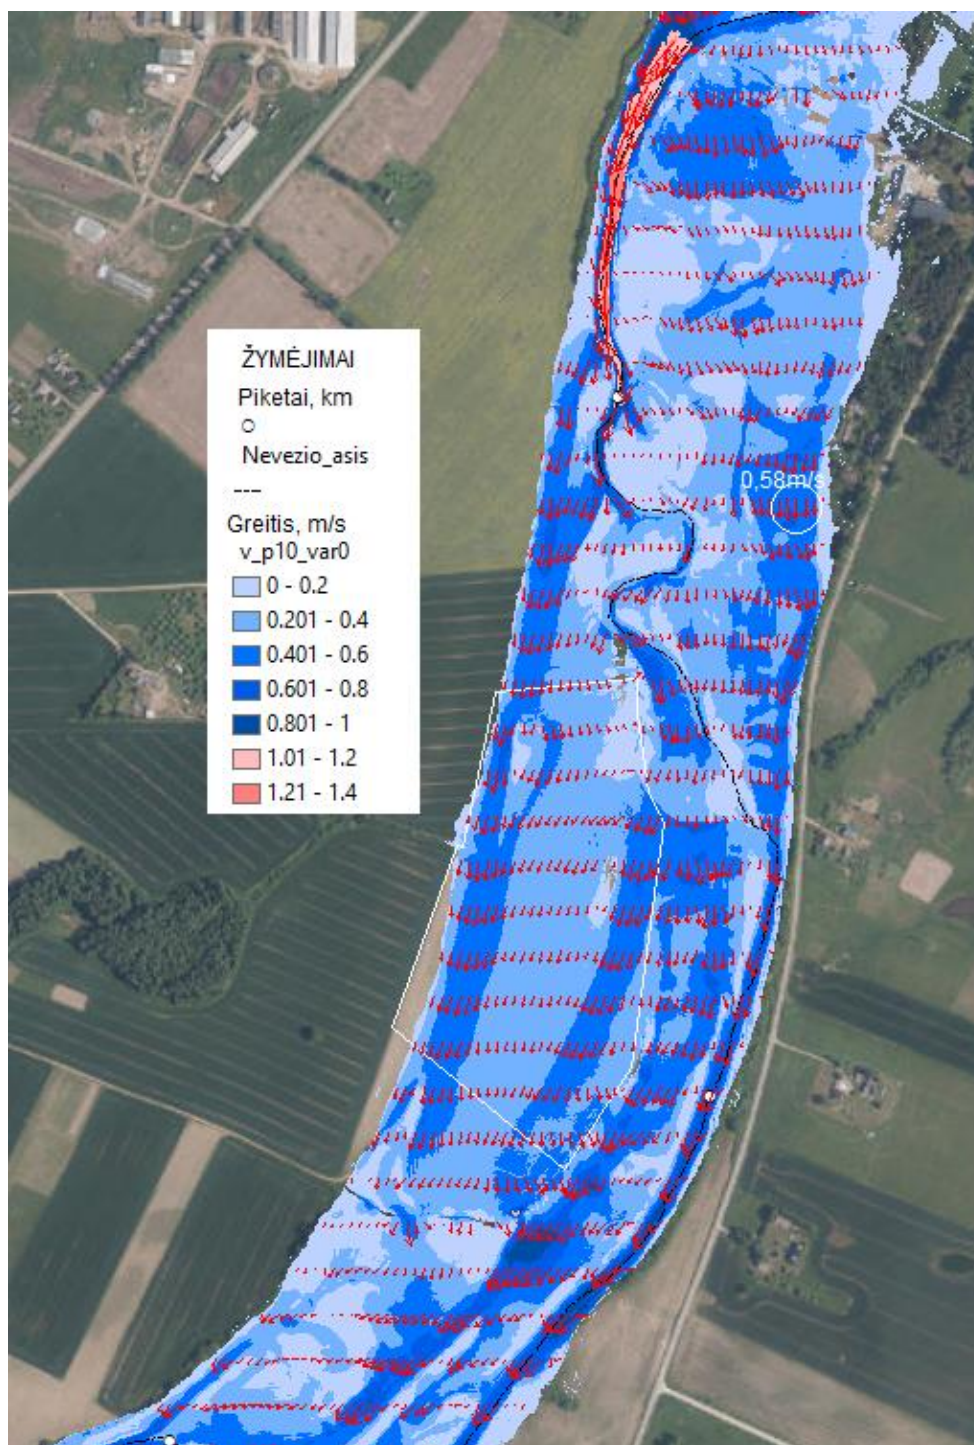 ŽYMĖJIMAI
Piketai, km
Nevezio_asis
Greitis, m/s
v_p10_var0
0 - 0.2
0.201 - 0.4
0.401 - 0.6
0.601 - 0.8
0.801 - 1
1.01 - 1.2
1.21 - 1.4
0,58m/s